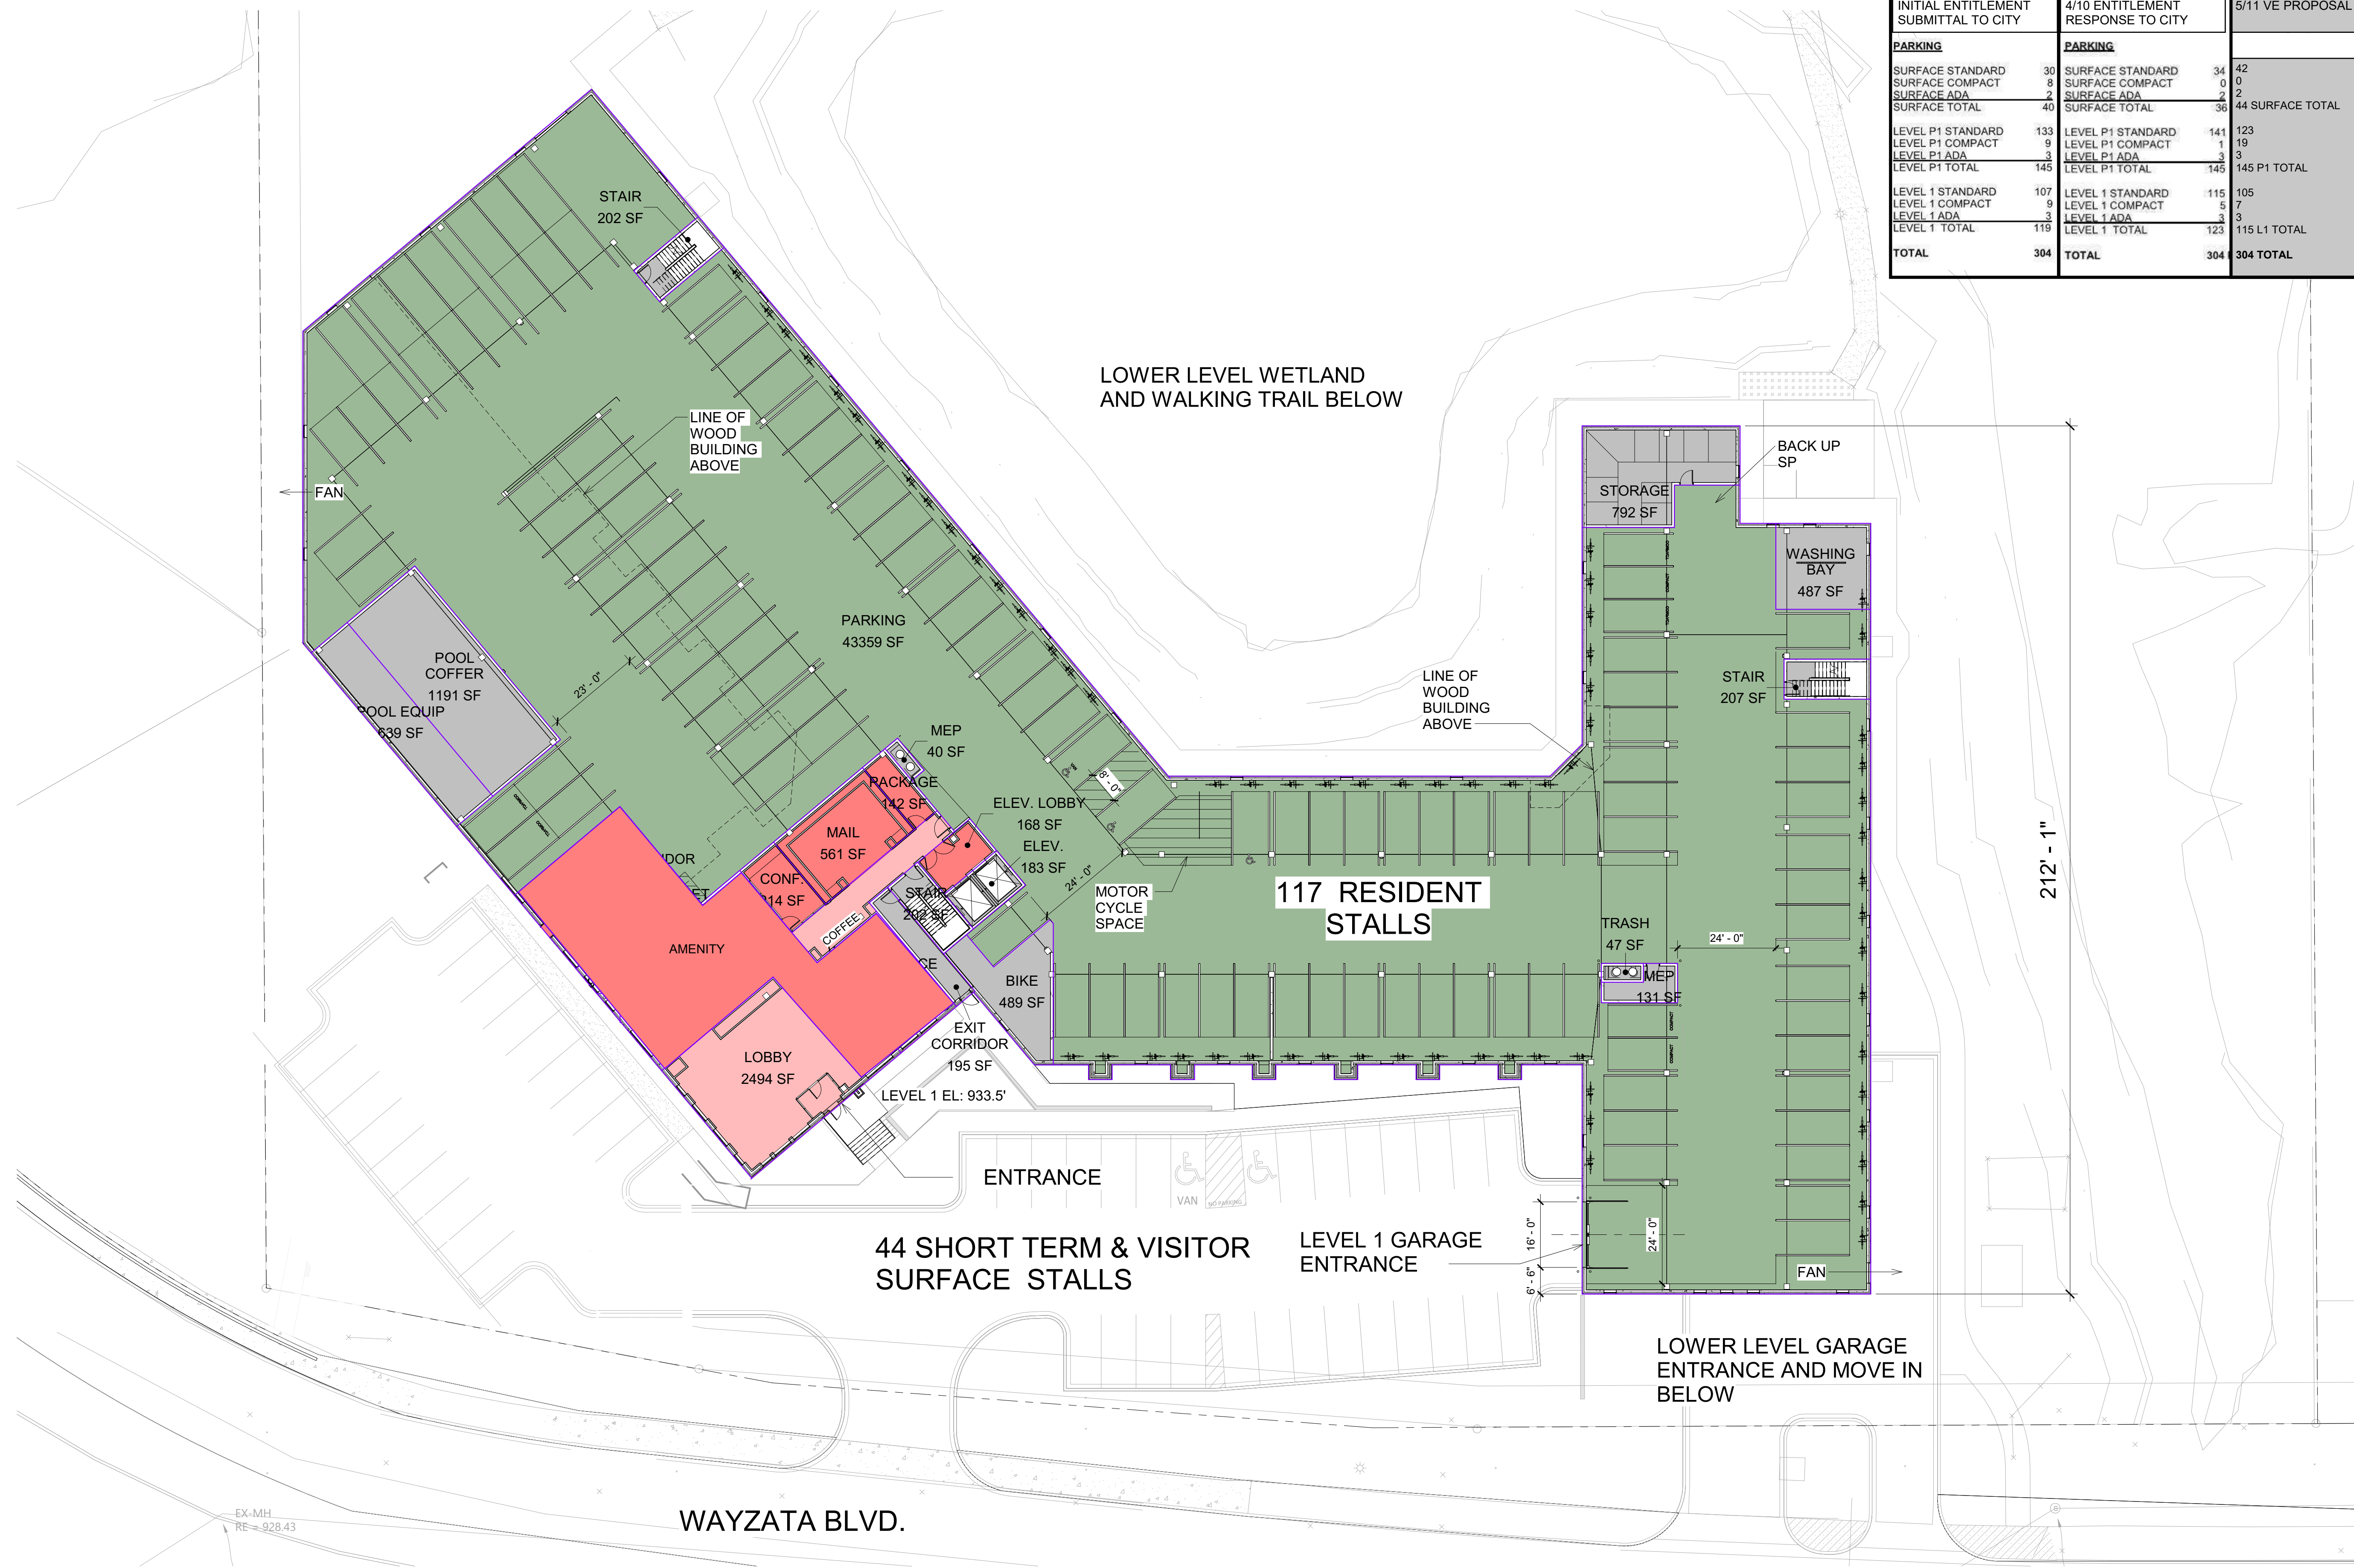 INITIAL ENTITLEMENT
SUBMITTAL TO CITY
4/10 ENTITLEMENT
RESPONSE TO CITY
5/11 VE PROPOSAL
PARKING
SURFACE STANDARD 30
SURFACE COMPACT 8
SURFACE ADA 2
SURFACE TOTAL 40
LEVEL P1 STANDARD 133
LEVEL P1 COMPACT 9
LEVEL P1 ADA 3
LEVEL P1 TOTAL 145
LEVEL 1 STANDARD 107
LEVEL 1 COMPACT 9
LEVEL 1 ADA 3
LEVEL 1 TOTAL 119
TOTAL 304
PARKING
SURFACE STANDARD 34
SURFACE COMPACT 0
SURFACE ADA 2
SURFACE TOTAL 36
LEVEL P1 STANDARD 141
LEVEL P1 COMPACT 1
LEVEL P1 ADA 3
LEVEL P1 TOTAL 145
LEVEL 1 STANDARD 115
LEVEL 1 COMPACT 5
LEVEL 1 ADA 3
LEVEL 1 TOTAL 123
TOTAL 304
42
0
2
44 SURFACE TOTAL
123
19
3
145 P1 TOTAL
105
7
3
115 L1 TOTAL
304 TOTAL
STAIR
202 SF
LOWER LEVEL WETLAND
AND WALKING TRAIL BELOW
LINE OF
WOOD
BUILDING
ABOVE
FAN
BACK UP
SP
STORAGE
792 SF
WASHING
BAY
487 SF
PARKING
43359 SF
POOL
COFFER
1191 SF
POOL EQUIP
639 SF
23' - 0"
LINE OF
WOOD
BUILDING
ABOVE
STAIR
207 SF
MEP
40 SF
PACKAGE
142 SF
8' - 0"
ELEV. LOBBY
168 SF
ELEV.
183 SF
MAIL
561 SF
CONF.
214 SF
STAIR
202 SF
COFFEE
24' - 0"
MOTOR
CYCLE
SPACE
117 RESIDENT
STALLS
212' - 1"
TRASH
47 SF
24' - 0"
MEP
131 SF
AMENITY
BIKE
489 SF
EXIT
CORRIDOR
195 SF
LOBBY
2494 SF
LEVEL 1 EL: 933.5'
COMPACT
COMPACT
ENTRANCE
VAN
NO PARKING
44 SHORT TERM & VISITOR
SURFACE STALLS
LEVEL 1 GARAGE
ENTRANCE
16' - 0"
24' - 0"
6' - 6"
FAN
LOWER LEVEL GARAGE
ENTRANCE AND MOVE IN
BELOW
WAYZATA BLVD.
EX-MH
RE = 928.43